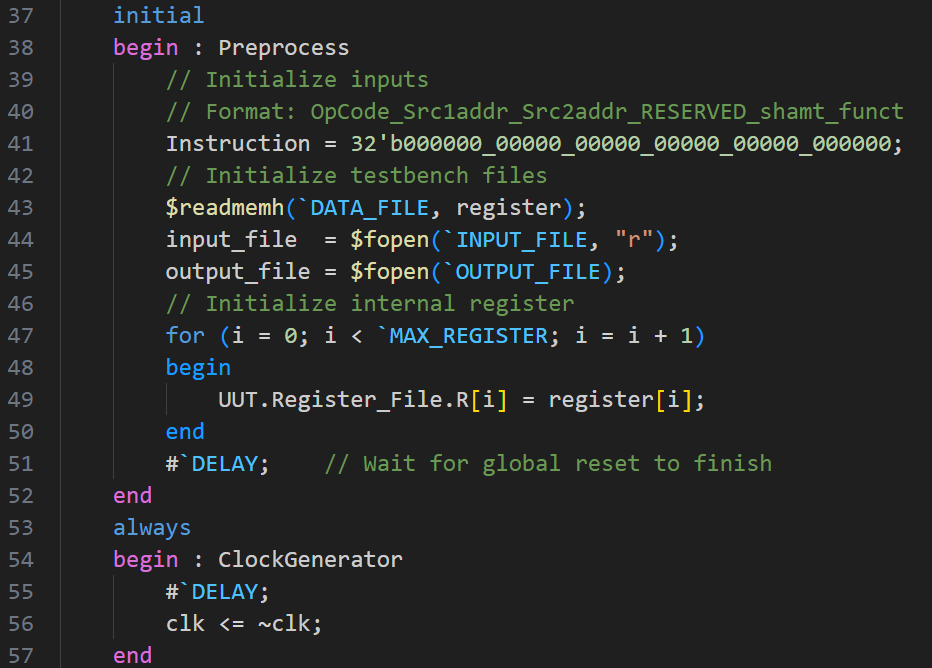 37 initial
38 begin : Preprocess
39 // Initialize inputs
40 // Format: OpCode_Src1addr_Src2addr_RESERVED_shamt_funct
41 Instruction = 32'b000000_00000_00000_00000_00000_000000;
42 // Initialize testbench files
43 $readmemh(`DATA_FILE, register);
44 input_file  = $fopen(`INPUT_FILE, "r");
45 output_file = $fopen(`OUTPUT_FILE);
46 // Initialize internal register
47 for (i = 0; i < `MAX_REGISTER; i = i + 1)
48 begin
49 UUT.Register_File.R[i] = register[i];
50 end
51 #`DELAY;    // Wait for global reset to finish
52 end
53 always
54 begin : ClockGenerator
55 #`DELAY;
56 clk <= ~clk;
57 end